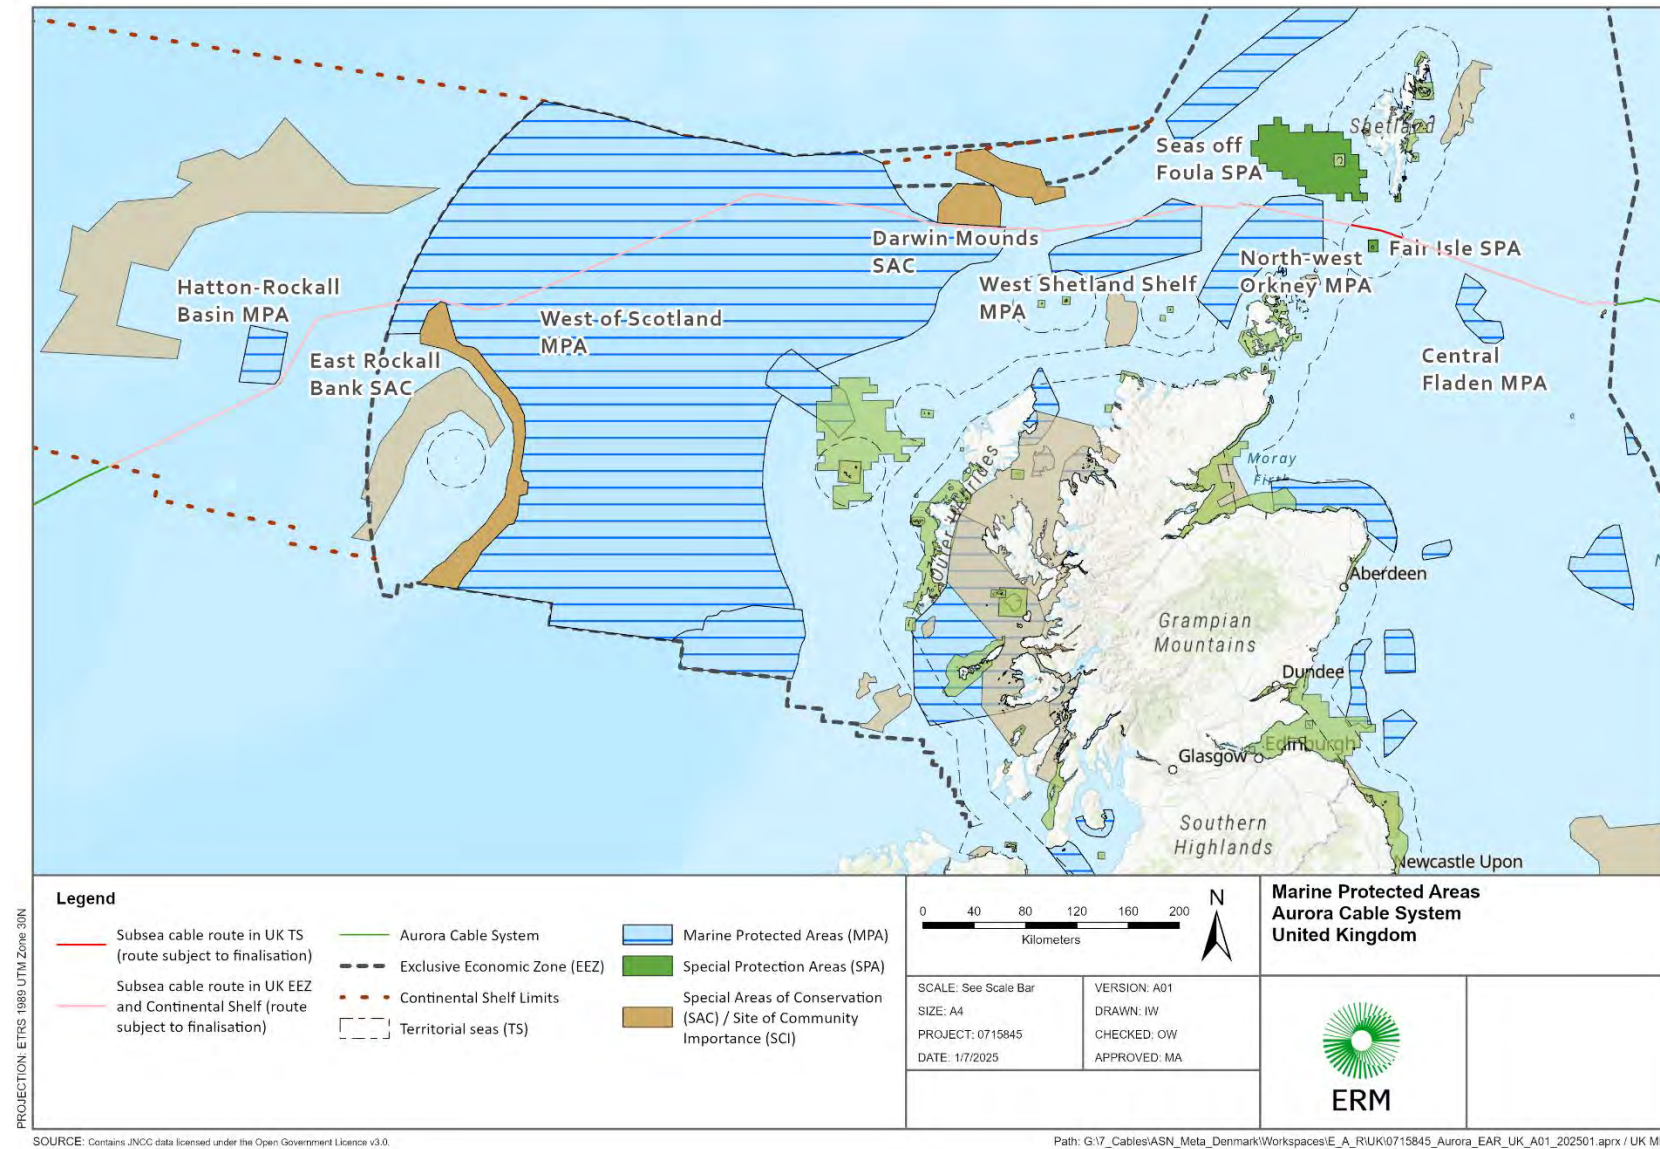 Shetland
Seas off
Foula SPA
Darwin Mounds
SAC
Fair Isle SPA
North-west
Orkney MPA
West Shetland Shelf
MPA
Hatton-Rockall
Basin MPA
West of Scotland
MPA
East Rockall
Bank SAC
Central
Fladen MPA
Outer Hebrides
Moray
Firth
Aberdeen
Grampian
Mountains
Dundee
Edinburgh
Glasgow
Southern
Highlands
Newcastle Upon
Legend
Subsea cable route in UK TS
(route subject to finalisation)
Subsea cable route in UK EEZ
and Continental Shelf (route
subject to finalisation)
Aurora Cable System
Exclusive Economic Zone (EEZ)
Continental Shelf Limits
Territorial seas (TS)
Marine Protected Areas (MPA)
Special Protection Areas (SPA)
Special Areas of Conservation
(SAC) / Site of Community
Importance (SCI)
0 40 80 120 160 200
Kilometers
N
Marine Protected Areas
Aurora Cable System
United Kingdom
SCALE: See Scale Bar
SIZE: A4
PROJECT: 0715845
DATE: 1/7/2025
VERSION: A01
DRAWN: IW
CHECKED: OW
APPROVED: MA
ERM
PROJECTION: ETRS 1989 UTM Zone 30N
SOURCE: Contains JNCC data licensed under the Open Government Licence v3.0.
Path: G:\7_Cables\ASN_Meta_Denmark\Workspaces\E_A_R\UK\0715845_Aurora_EAR_UK_A01_202501.aprx / UK M